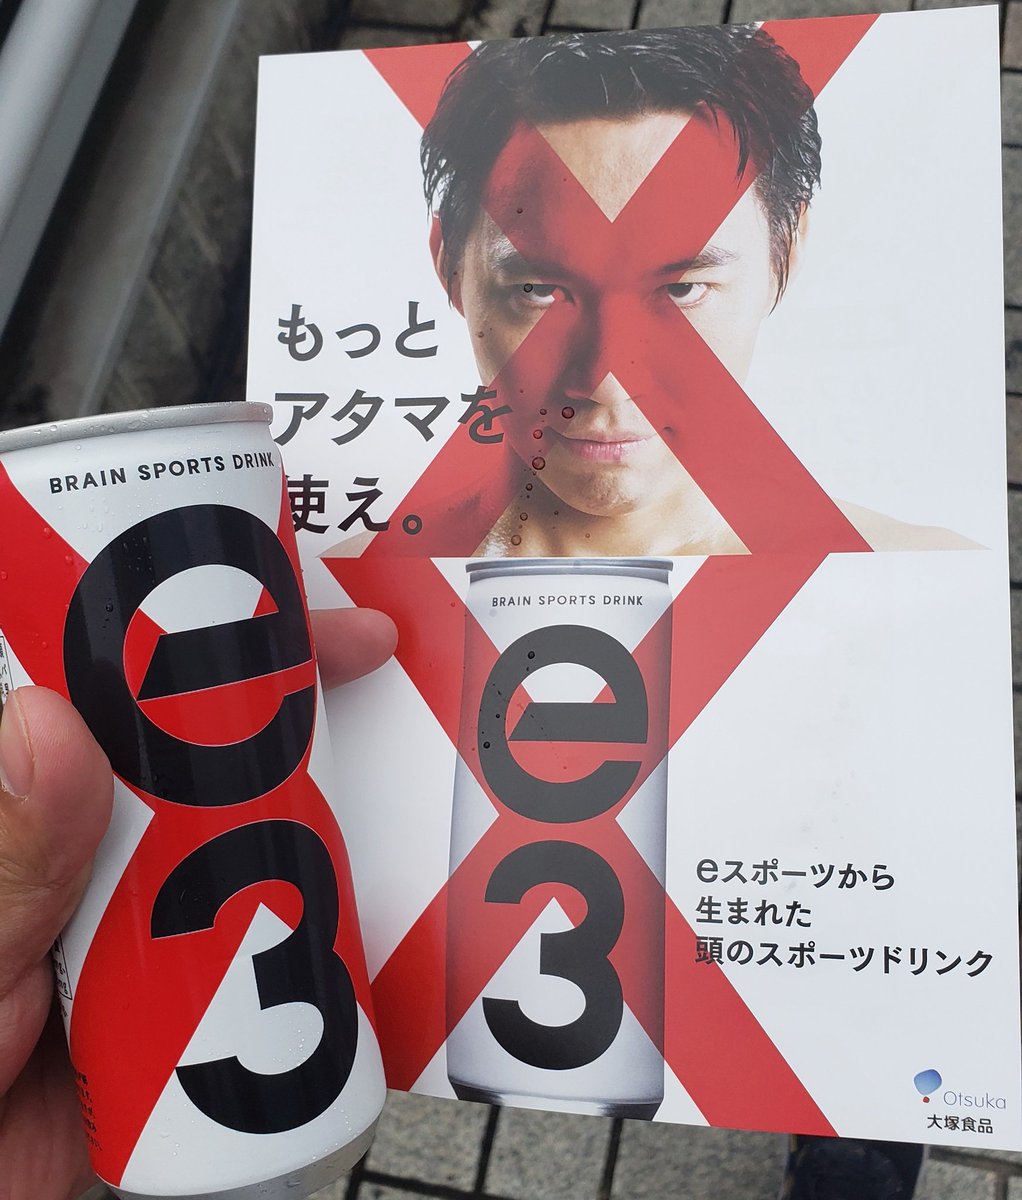 もっと
アタマを
使え。
BRAIN SPORTS DRINK
e
3
BRAIN SPORTS DRINK
e
3
eスポーツから
生まれた
頭のスポーツドリンク
Otsuka
大塚食品